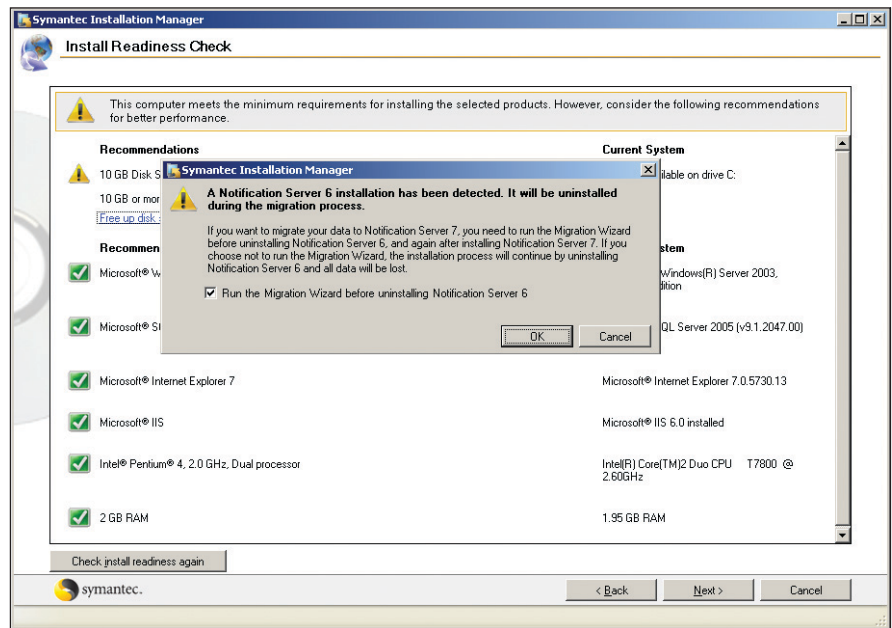 Symantec Installation Manager
Install Readiness Check
This computer meets the minimum requirements for installing the selected products. However, consider the following recommendations
for better performance.
Recommendations
Current System
10 GB Disk S
ilable on drive C:
10 GB or mor
Free up disk
Symantec Installation Manager
A Notification Server 6 installation has been detected. It will be uninstalled
during the migration process.
If you want to migrate your data to Notification Server 7, you need to run the Migration Wizard
before uninstalling Notification Server 6, and again after installing Notification Server 7. If you
choose not to run the Migration Wizard, the installation process will continue by uninstalling
Notification Server 6 and all data will be lost.
Run the Migration Wizard before uninstalling Notification Server 6
OK
Cancel
Recommen
stem
Microsoft® W
Windows(R) Server 2003,
dition
Microsoft® S
QL Server 2005 (v9.1.2047.00)
Microsoft® Internet Explorer 7
Microsoft® Internet Explorer 7.0.5730.13
Microsoft® IIS
Microsoft® IIS 6.0 installed
Intel® Pentium® 4, 2.0 GHz, Dual processor
Intel(R) Core(TM)2 Duo CPU T7800 @
2.60GHz
2 GB RAM
1.95 GB RAM
Check install readiness again
symantec.
< Back
Next >
Cancel